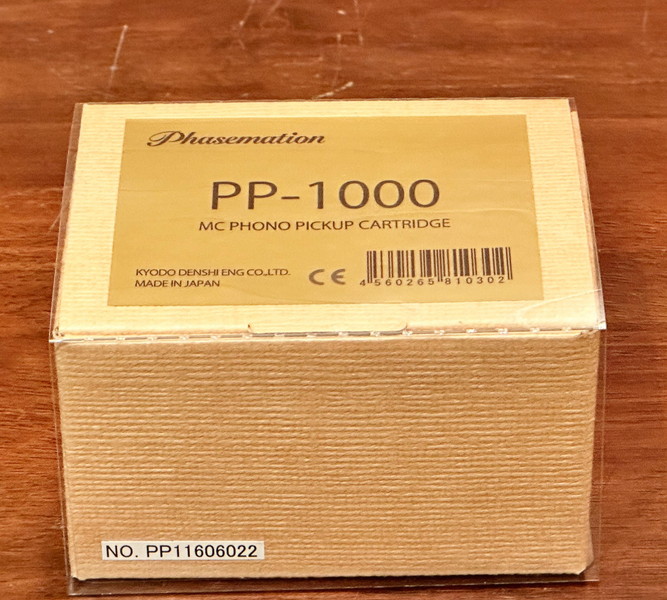 Phasemation
PP-1000
MC PHONO PICKUP CARTRIDGE
KYODO DENSHI ENG CO.,LTD.
MADE IN JAPAN
CE
4 560265 810302
NO. PP11606022